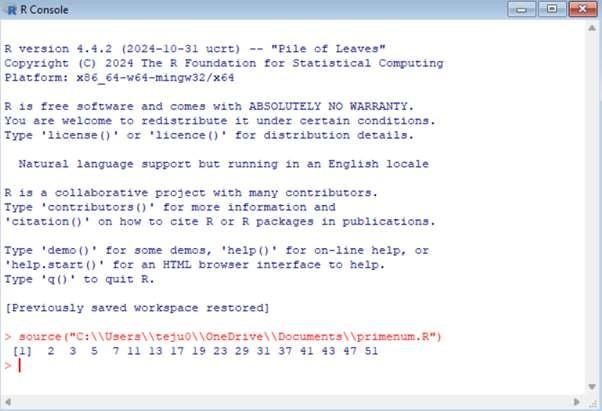 R Console
R version 4.4.2 (2024-10-31 ucrt) -- "Pile of Leaves"
Copyright (C) 2024 The R Foundation for Statistical Computing
Platform: x86_64-w64-mingw32/x64
R is free software and comes with ABSOLUTELY NO WARRANTY.
You are welcome to redistribute it under certain conditions.
Type 'license()' or 'licence()' for distribution details.
  Natural language support but running in an English locale
R is a collaborative project with many contributors.
Type 'contributors()' for more information and
'citation()' on how to cite R or R packages in publications.
Type 'demo()' for some demos, 'help()' for on-line help, or
'help.start()' for an HTML browser interface to help.
Type 'q()' to quit R.
[Previously saved workspace restored]
> source("C:\\Users\\teju0\\OneDrive\\Documents\\primenum.R")
 [1]  2  3  5  7 11 13 17 19 23 29 31 37 41 43 47 51
>